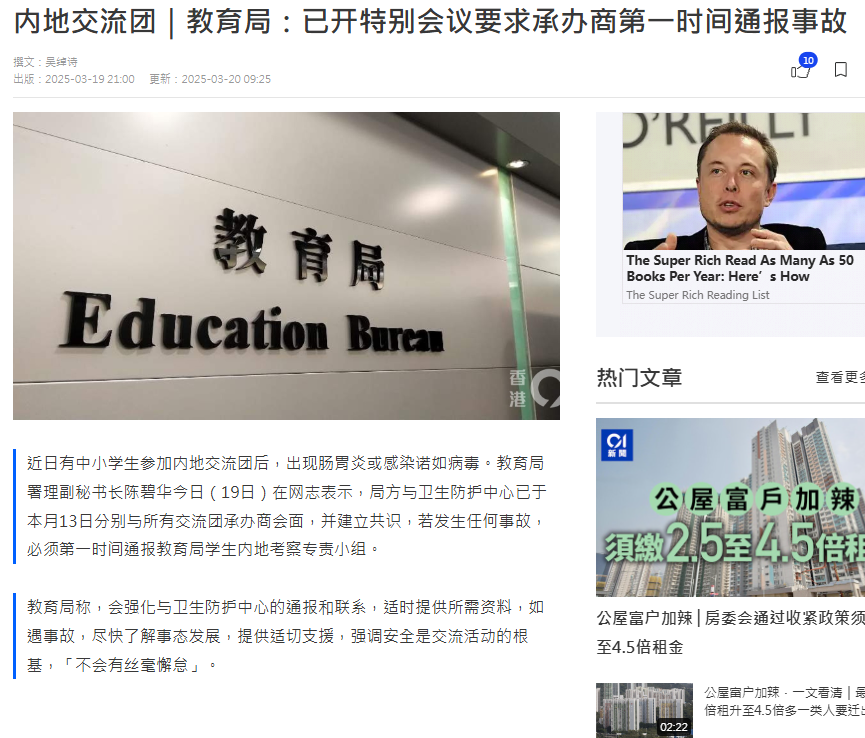 内地交流团｜教育局：已开特别会议要求承办商第一时间通报事故
撰文：吴绰诗
出版：2025-03-19 21:00 更新：2025-03-20 09:25
10
教育局
Education Bureau
香港
近日有中小学生参加内地交流团后，出现肠胃炎或感染诺如病毒。教育局
署理副秘书长陈碧华今日（19日）在网志表示，局方与卫生防护中心已于
本月13日分别与所有交流团承办商会面，并建立共识，若发生任何事故，
必须第一时间通报教育局学生内地考察专责小组。
教育局称，会强化与卫生防护中心的通报和联系，适时提供所需资料，如
遇事故，尽快了解事态发展，提供适切支援，强调安全是交流活动的根
基，「不会有丝毫懈怠」。
O'REILLY
The Super Rich Read As Many As 50
Books Per Year: Here's How
The Super Rich Reading List
热门文章
查看更多
01
新聞
公屋富戶加辣
須繳2.5至4.5倍租
公屋富户加辣│房委会通过收紧政策须
至4.5倍租金
02:22
公屋富户加辣．一文看清｜最
倍租升至4.5倍多一类人要迁出